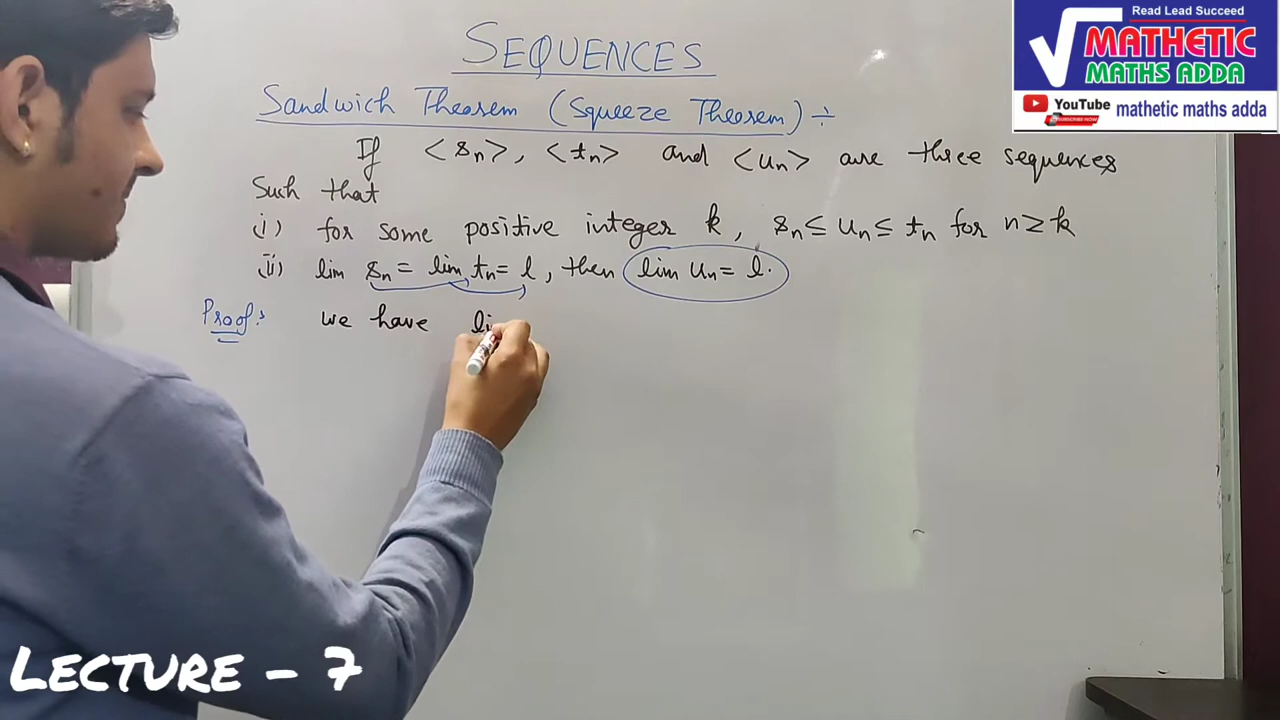 SEQUENCES
Sandwich Theorem (Squeeze Theorem) ÷
If <sn>, <tn> and <un> are three sequences
Such that
(i) for some positive integer k, sn ≤ un ≤ tn for n ≥ k
(ii) lim sn = lim tn = l, then lim un = l.
Proof: we have li
Read Lead Succeed
MATHETIC
MATHS ADDA
YouTube mathetic maths adda
SUBSCRIBE NOW
LECTURE - 7